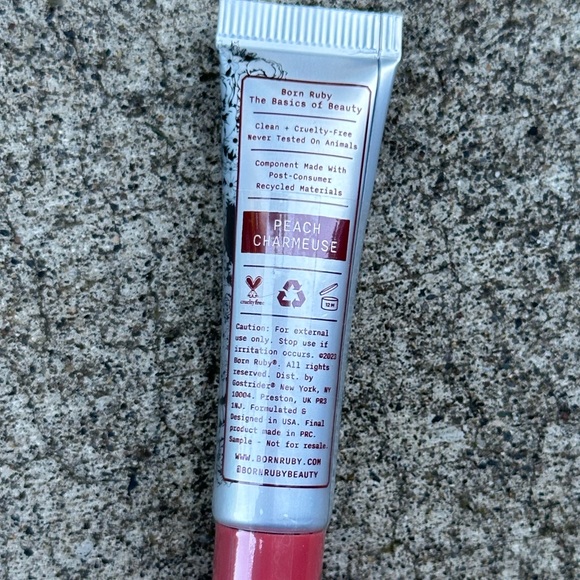 Born Ruby
The Basics of Beauty
Clean + Cruelty-Free
Never Tested On Animals
Component Made With
Post-Consumer
Recycled Materials
PEACH
CHARMEUSE
cruelty free
12 M
Caution: For external
use only. Stop use if
irritation occurs. ©2023
Born Ruby®. All rights
reserved. Dist. by
Gostrider® New York, NY
10004. Preston, UK PR3
1NJ. Formulated &
Designed in USA. Final
product made in PRC.
Sample - Not for resale.
WWW.BORNRUBY.COM
@BORNRUBYBEAUTY